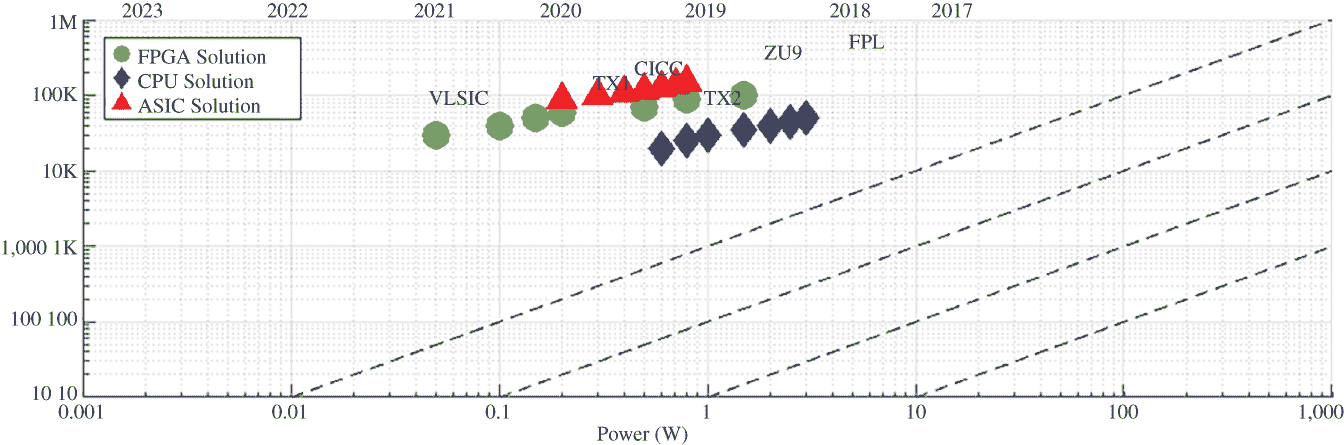 2023 2022 2021 2020 2019 2018 2017
1M
FPL
ZU9
FPGA Solution
CICC
CPU Solution
TX1
100K
VLSIC
TX2
ASIC Solution
10K
1,000 1K
100 100
10 10
0.001 0.01 0.1 1 10 100 1,000
Power (W)